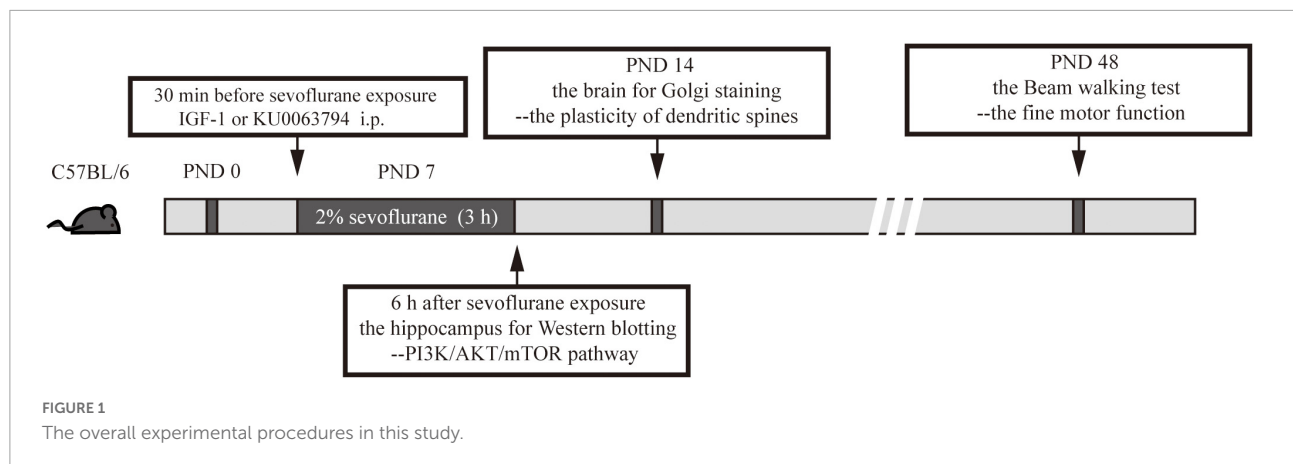 30 min before sevoflurane exposure
IGF-1 or KU0063794 i.p.
PND 14
the brain for Golgi staining
--the plasticity of dendritic spines
PND 48
the Beam walking test
--the fine motor function
C57BL/6
PND 0
PND 7
2% sevoflurane (3 h)
6 h after sevoflurane exposure
the hippocampus for Western blotting
--PI3K/AKT/mTOR pathway
FIGURE 1
The overall experimental procedures in this study.